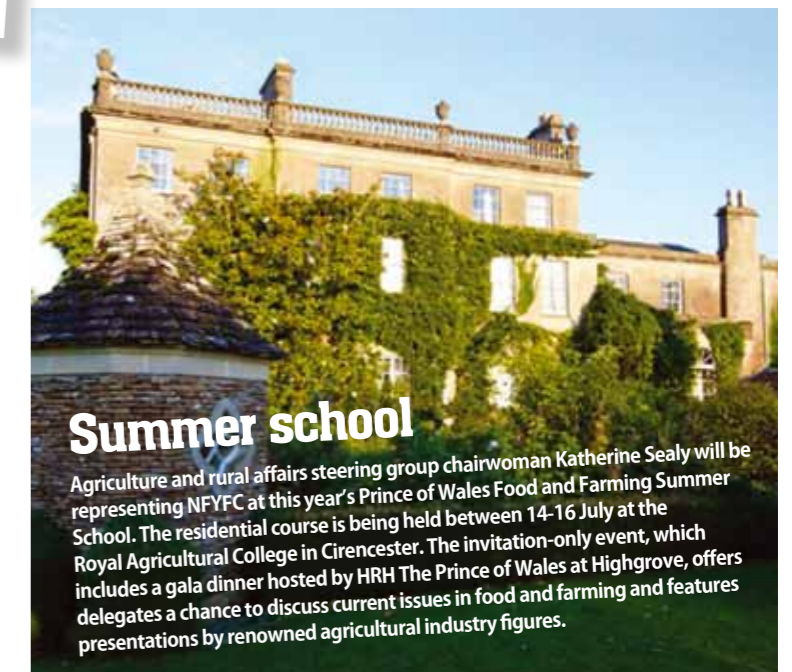 Summer school
Agriculture and rural affairs steering group chairwoman Katherine Sealy will be
representing NFYFC at this year's Prince of Wales Food and Farming Summer
School. The residential course is being held between 14-16 July at the
Royal Agricultural College in Cirencester. The invitation-only event, which
includes a gala dinner hosted by HRH The Prince of Wales at Highgrove, offers
delegates a chance to discuss current issues in food and farming and features
presentations by renowned agricultural industry figures.